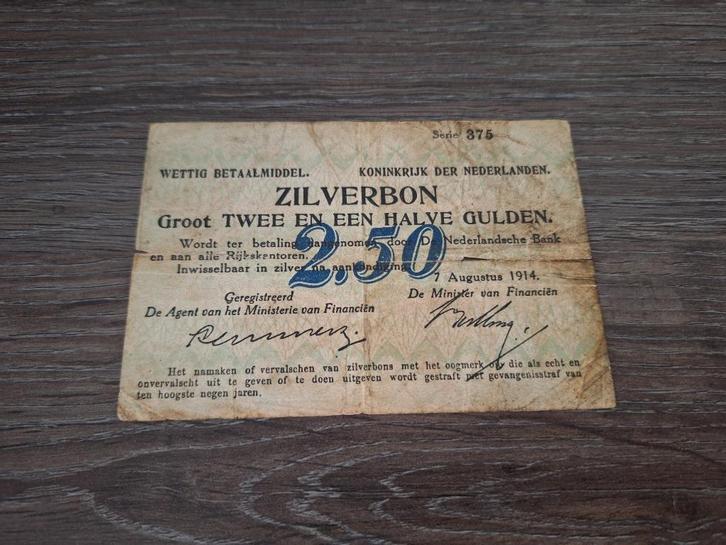 Serie 375
WETTIG BETAALMIDDEL. KONINKRIJK DER NEDERLANDEN.
ZILVERBON
Groot TWEE EN EEN HALVE GULDEN.
2.50
Wordt ter betaling aangenomen door De Nederlandsche Bank
en aan alle Rijkskantoren.
Inwisselbaar in zilver na aankondiging.
7 Augustus 1914.
Geregistreerd De Minister van Financiën
De Agent van het Ministerie van Financiën
Het namaken of vervalschen van zilverbons met het oogmerk om die als echt en
onvervalscht uit te geven of te doen uitgeven wordt gestraft met gevangenisstraf van
ten hoogste negen jaren.